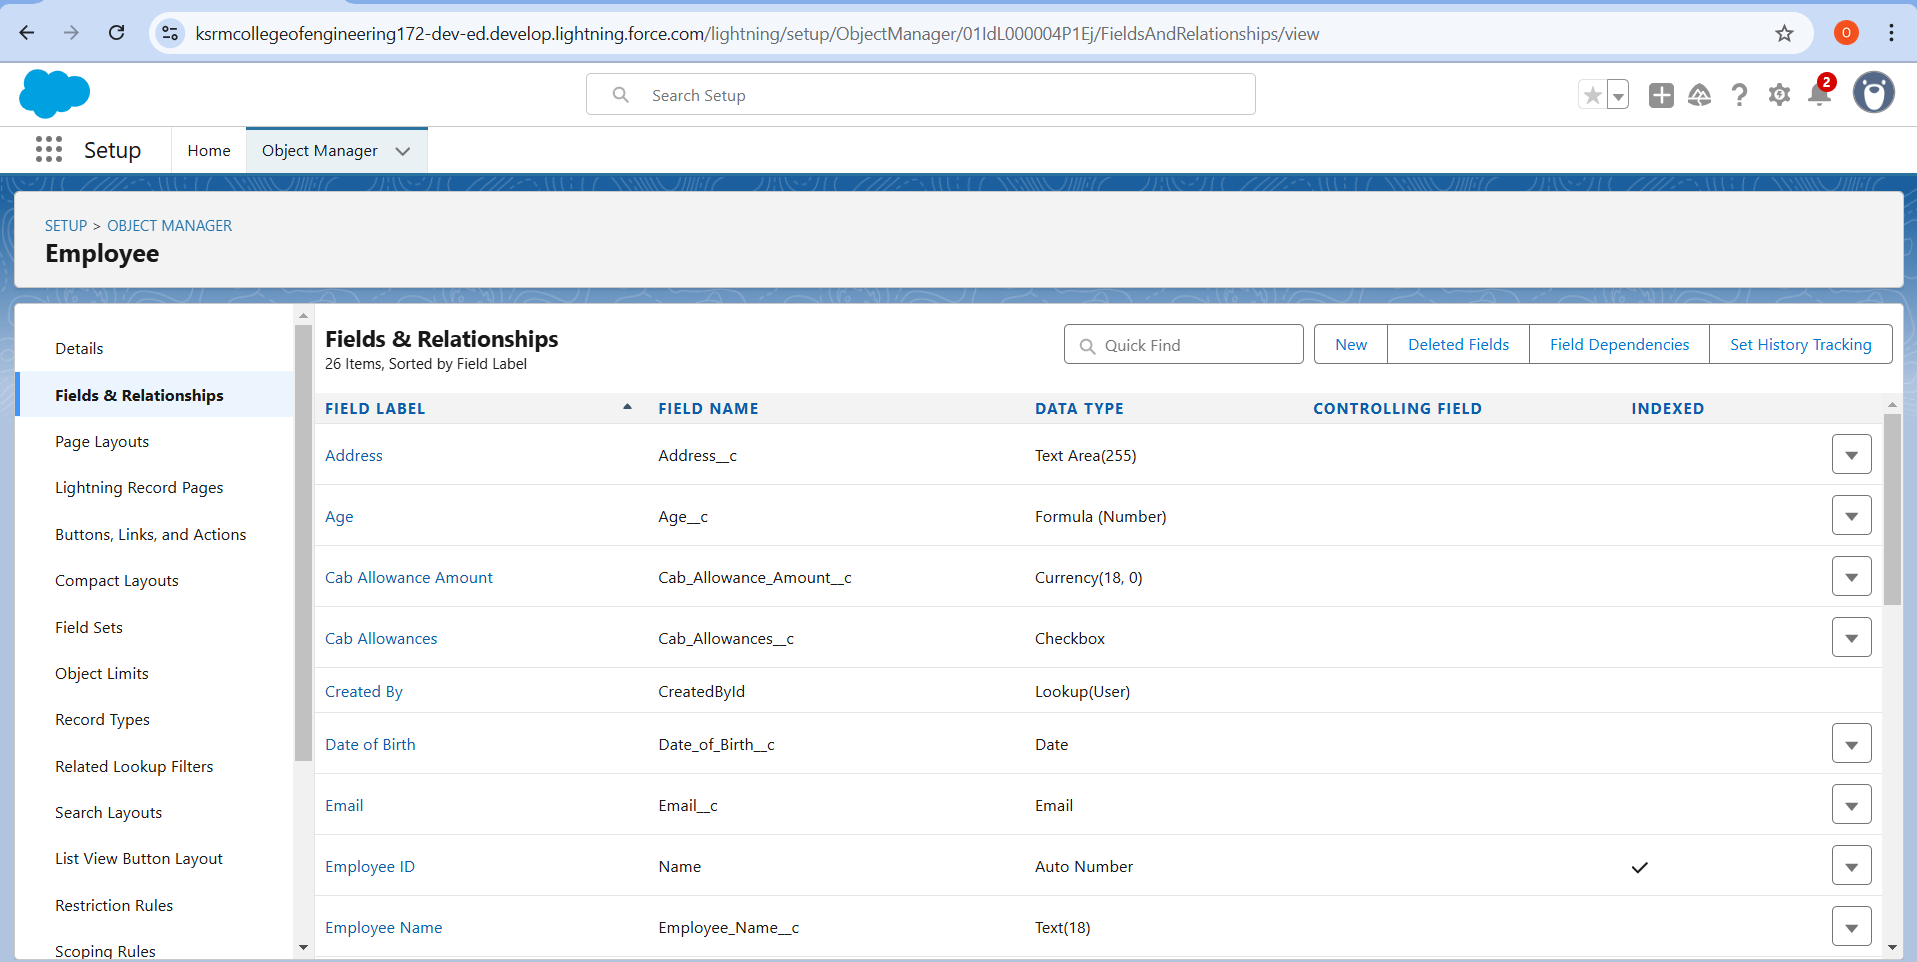 ksrmcollegeofengineering172-dev-ed.develop.lightning.force.com/lightning/setup/ObjectManager/01IdL000004P1Ej/FieldsAndRelationships/view
O
Search Setup
2
Setup
Home
Object Manager
SETUP > OBJECT MANAGER
Employee
Details
Fields & Relationships
Page Layouts
Lightning Record Pages
Buttons, Links, and Actions
Compact Layouts
Field Sets
Object Limits
Record Types
Related Lookup Filters
Search Layouts
List View Button Layout
Restriction Rules
Scoping Rules
Fields & Relationships
26 Items, Sorted by Field Label
Quick Find
New
Deleted Fields
Field Dependencies
Set History Tracking
FIELD LABEL FIELD NAME DATA TYPE CONTROLLING FIELD INDEXED
Address Address__c Text Area(255)
Age Age__c Formula (Number)
Cab Allowance Amount Cab_Allowance_Amount__c Currency(18, 0)
Cab Allowances Cab_Allowances__c Checkbox
Created By CreatedById Lookup(User)
Date of Birth Date_of_Birth__c Date
Email Email__c Email
Employee ID Name Auto Number
Employee Name Employee_Name__c Text(18)